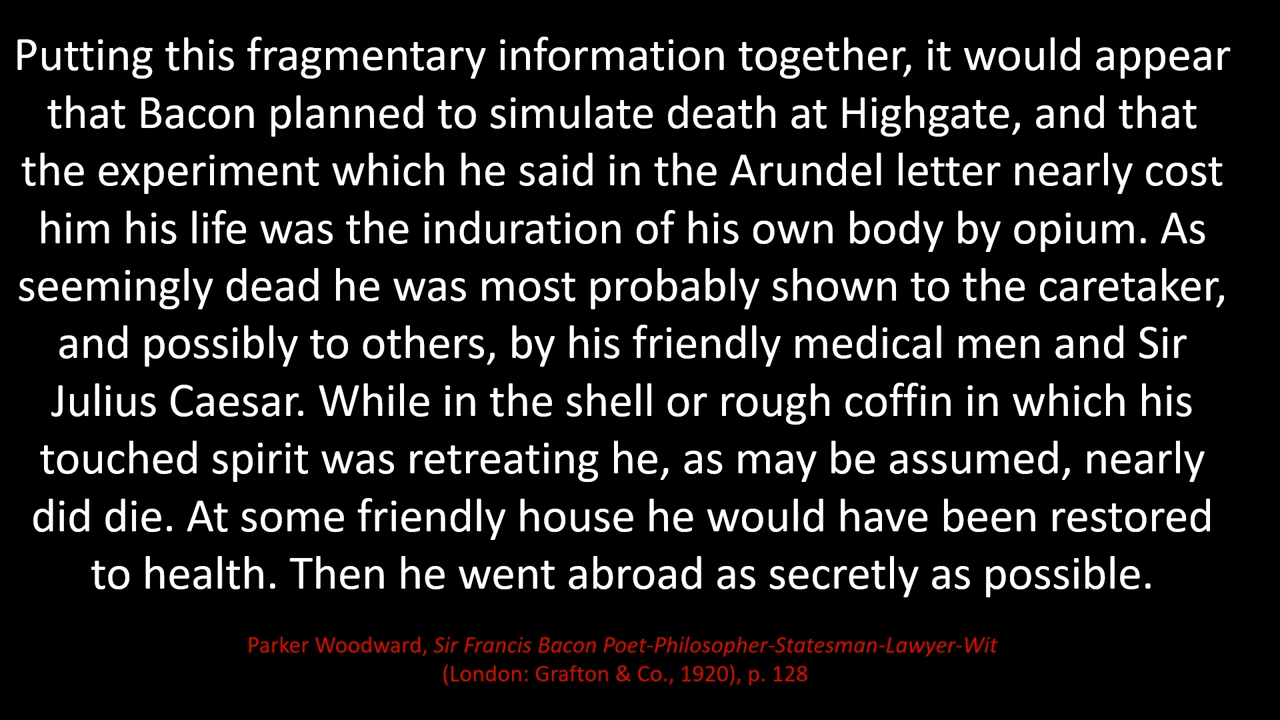 Putting this fragmentary information together, it would appear
that Bacon planned to simulate death at Highgate, and that
the experiment which he said in the Arundel letter nearly cost
him his life was the induration of his own body by opium. As
seemingly dead he was most probably shown to the caretaker,
and possibly to others, by his friendly medical men and Sir
Julius Caesar. While in the shell or rough coffin in which his
touched spirit was retreating he, as may be assumed, nearly
did die. At some friendly house he would have been restored
to health. Then he went abroad as secretly as possible.
Parker Woodward, Sir Francis Bacon Poet-Philosopher-Statesman-Lawyer-Wit
(London: Grafton & Co., 1920), p. 128